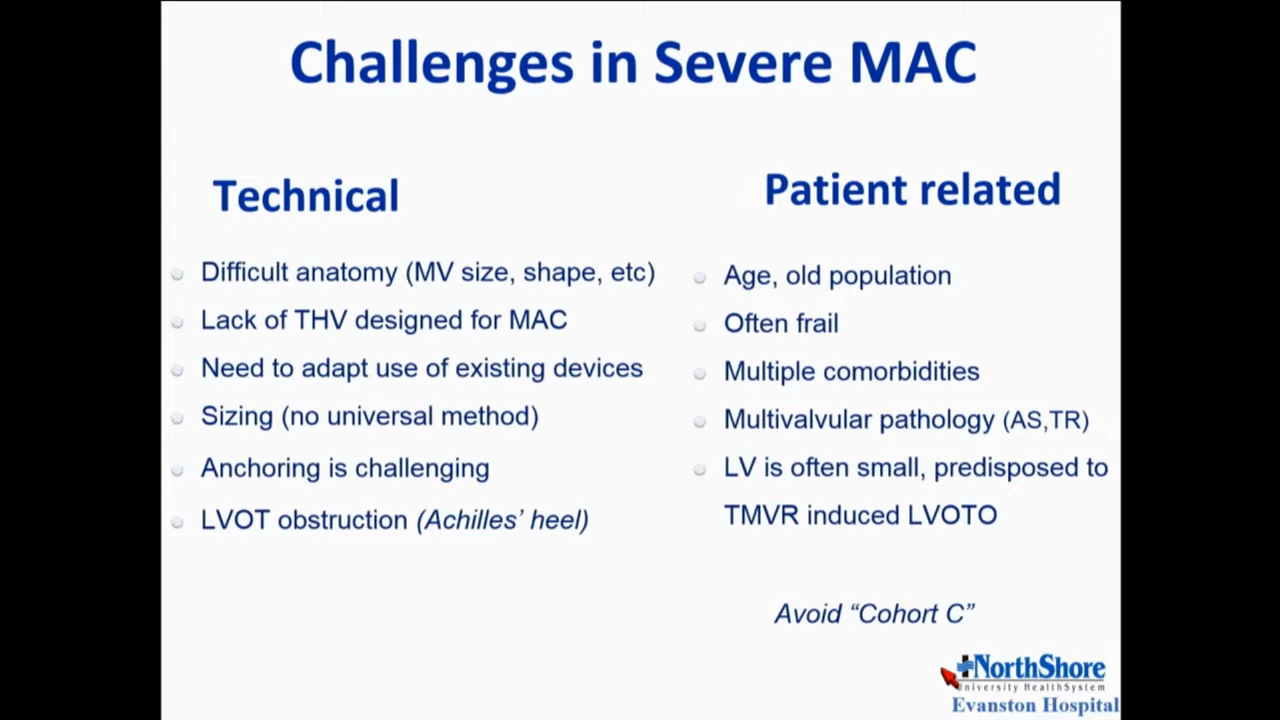 Challenges in Severe MAC
Technical
Difficult anatomy (MV size, shape, etc)
Lack of THV designed for MAC
Need to adapt use of existing devices
Sizing (no universal method)
Anchoring is challenging
LVOT obstruction (Achilles’ heel)
Patient related
Age, old population
Often frail
Multiple comorbidities
Multivalvular pathology (AS,TR)
LV is often small, predisposed to
TMVR induced LVOTO
Avoid “Cohort C”
NorthShore
University HealthSystem
Evanston Hospital